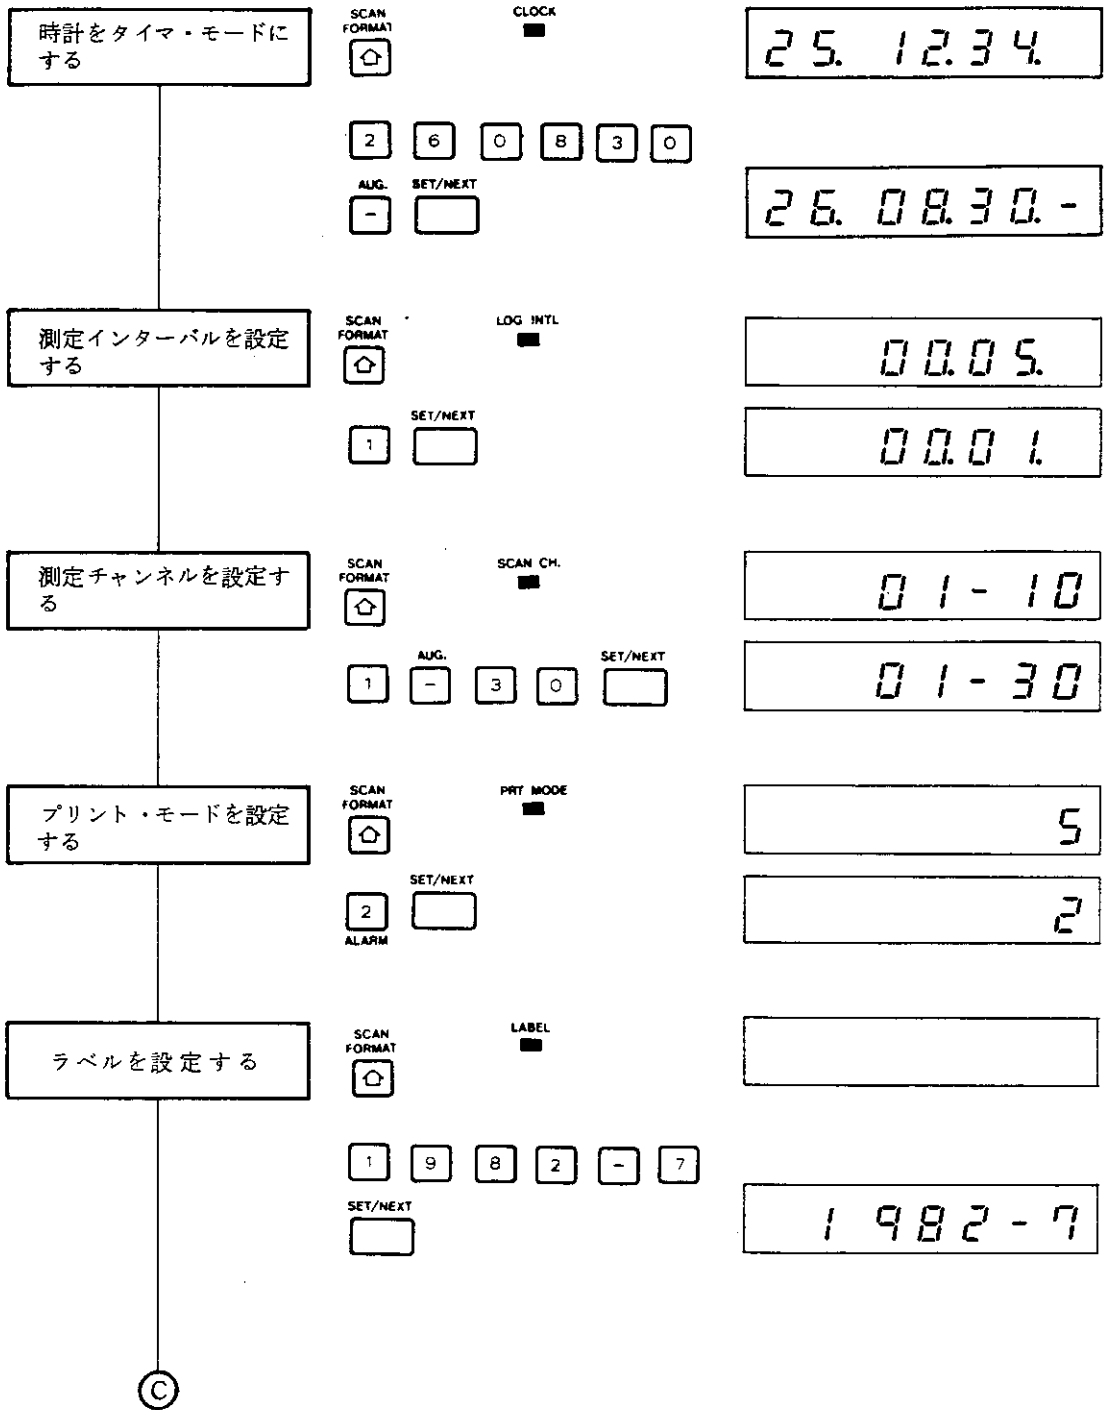 時計をタイマ・モードに
する
SCAN
FORMAT
CLOCK
25. 12.34.
2 6 0 8 3 0
AUG.
SET/NEXT
-
26. 08.30.-
測定インターバルを設定
する
SCAN
FORMAT
LOG INTL
00.05.
SET/NEXT
1
00.01.
測定チャンネルを設定す
る
SCAN
FORMAT
SCAN CH.
01-10
AUG.
SET/NEXT
1 - 3 0
01-30
プリント・モードを設定
する
SCAN
FORMAT
PRT MODE
5
SET/NEXT
2
ALARM
2
ラベルを設定する
SCAN
FORMAT
LABEL
1 9 8 2 - 7
SET/NEXT
1982-7
C